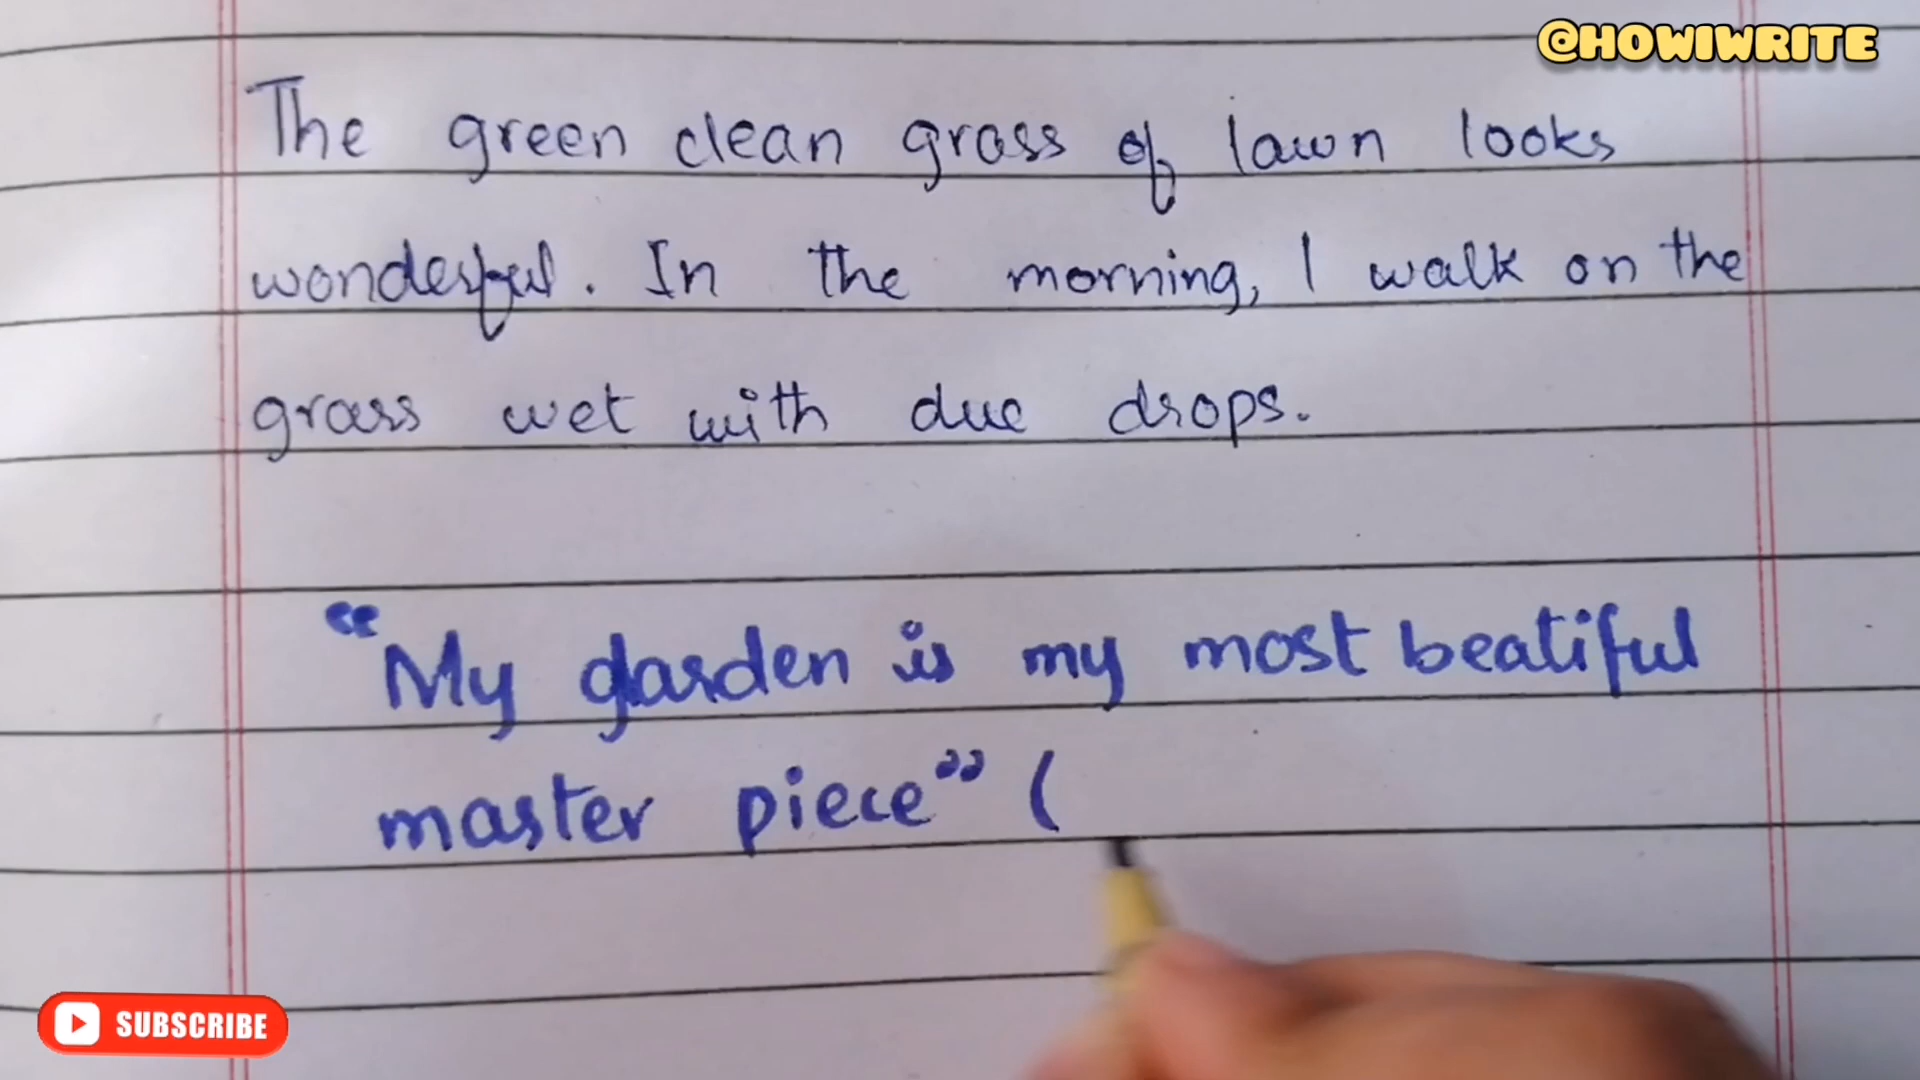 @HOWIWRITE
The green clean grass of lawn looks
wonderful. In the morning, I walk on the
grass wet with due drops.
"My garden is my most beatiful
master piece" (
SUBSCRIBE